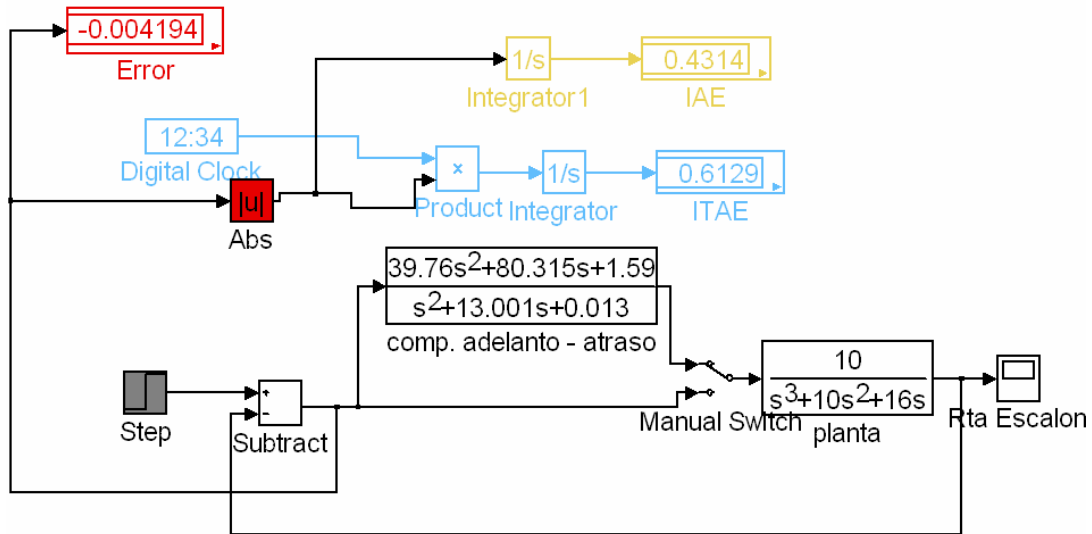 -0.004194
Error
1/s
Integrator1
0.4314
IAE
12:34
Digital Clock
|u|
Abs
×
Product
1/s
Integrator
0.6129
ITAE
39.76s2+80.315s+1.59
s2+13.001s+0.013
comp. adelanto - atraso
Step
+
−
Subtract
Manual Switch
10
s3+10s2+16s
planta
Rta Escalon